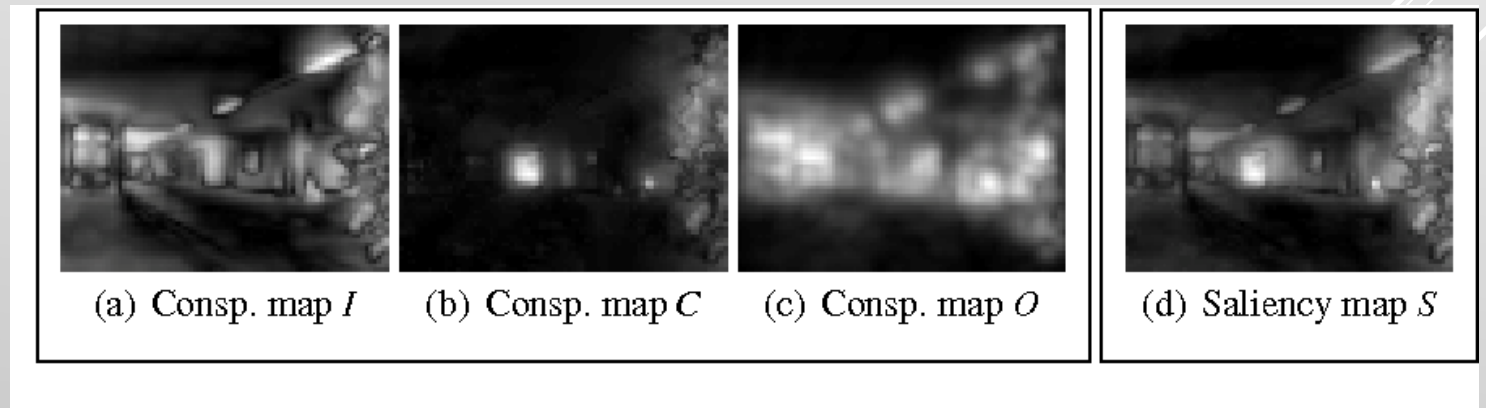 (a) Consp. map I
(b) Consp. map C
(c) Consp. map O
(d) Saliency map S